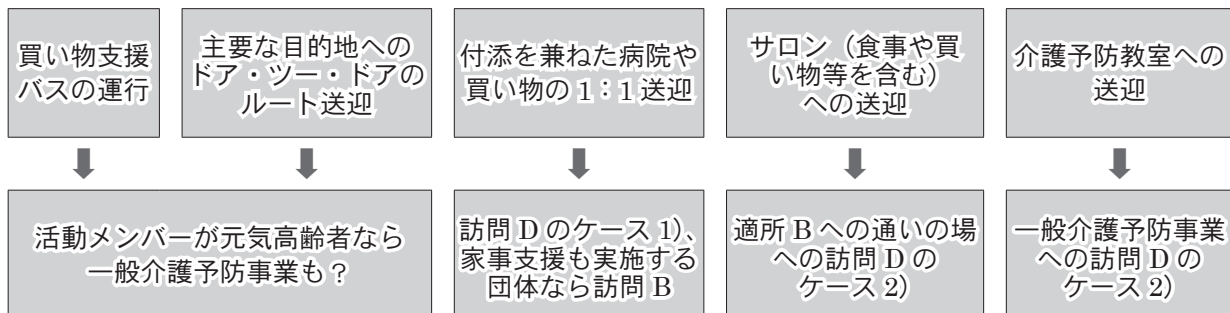 買い物支援
バスの運行
主要な目的地への
ドア・ツー・ドアの
ルート送迎
付添を兼ねた病院や
買い物の1:1送迎
サロン（食事や買
い物等を含む）
への送迎
介護予防教室への
送迎
活動メンバーが元気高齢者なら
一般介護予防事業も？
訪問Dのケース1)、
家事支援も実施する
団体なら訪問B
適所Bへの通いの場
への訪問Dの
ケース2)
一般介護予防事業
への訪問Dの
ケース2)